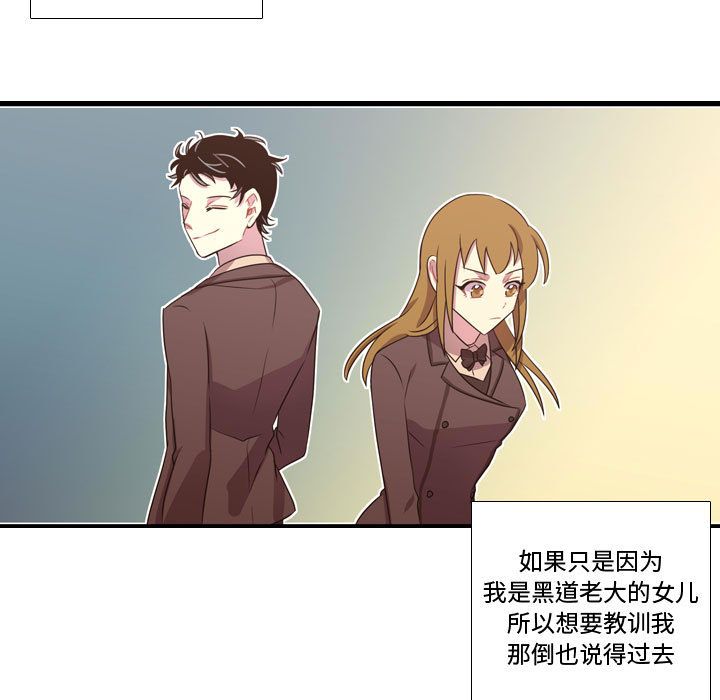 如果只是因为
我是黑道老大的女儿
所以想要教训我
那倒也说得过去